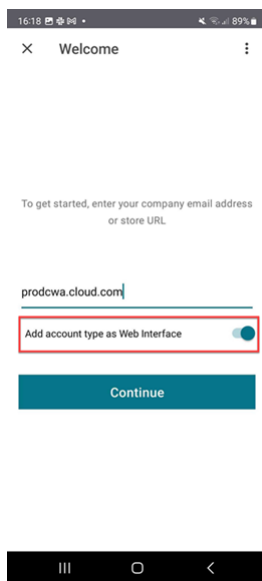 16:18 89%
Welcome
To get started, enter your company email address
or store URL
prodcwa.cloud.com
Add account type as Web Interface
Continue